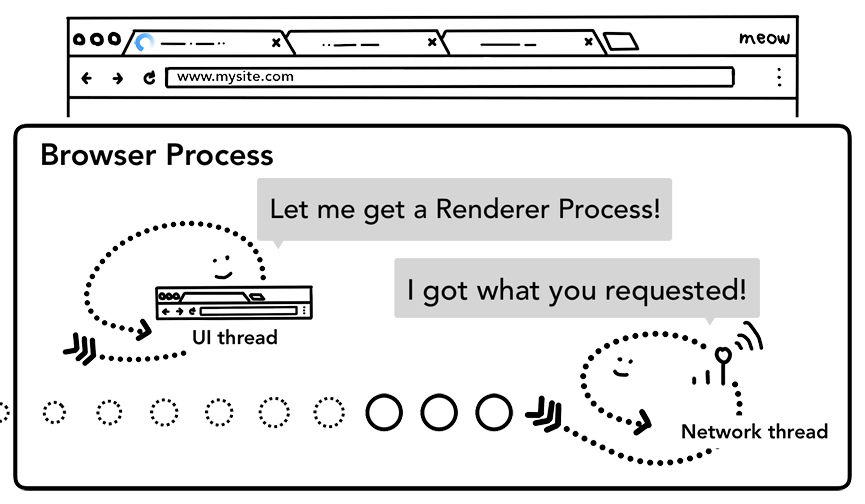 meow
www.mysite.com
Browser Process
Let me get a Renderer Process!
I got what you requested!
UI thread
Network thread